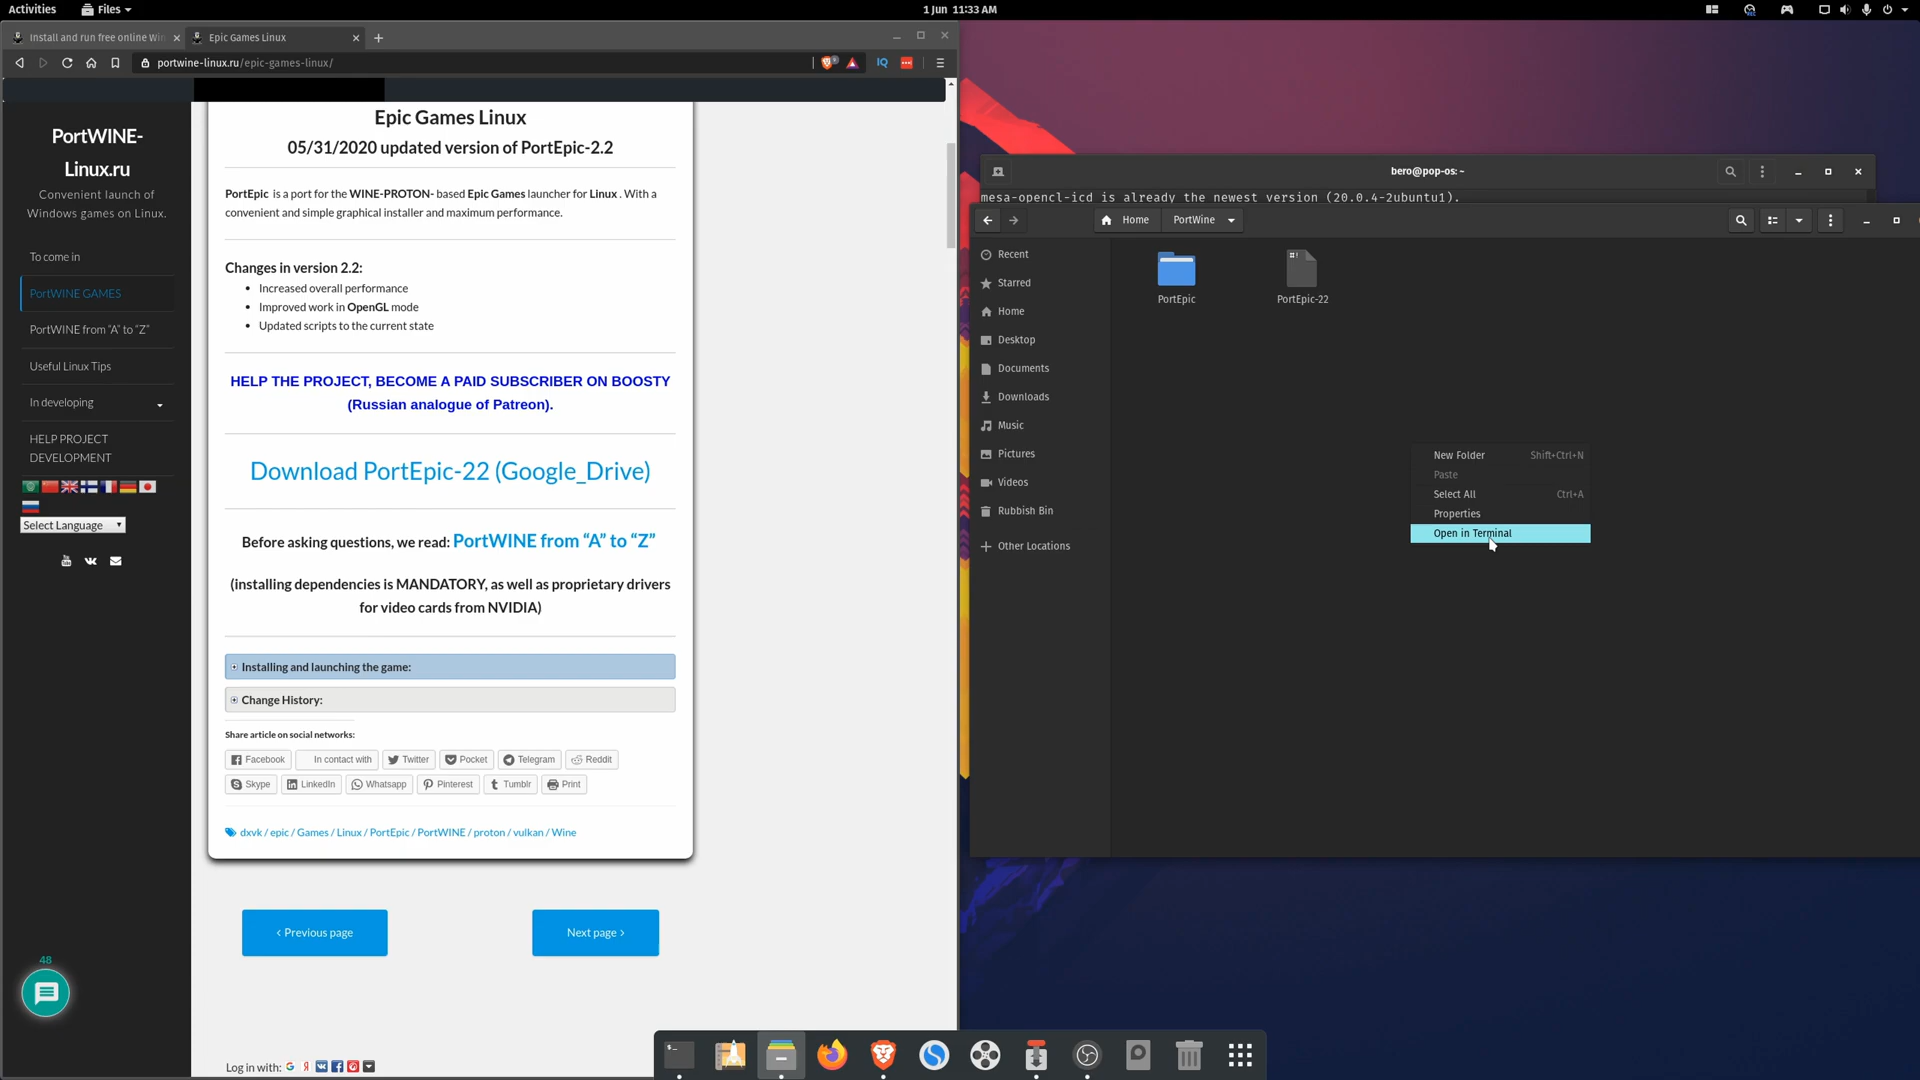 Activities
Files
1 Jun 11:33 AM
Install and run free online Win
Epic Games Linux
portwine-linux.ru/epic-games-linux/
IQ
PortWINE-
Linux.ru
Convenient launch of
Windows games on Linux.
To come in
PortWINE GAMES
PortWINE from “A” to “Z”
Useful Linux Tips
In developing
HELP PROJECT
DEVELOPMENT
Select Language
48
Epic Games Linux
05/31/2020 updated version of PortEpic-2.2
PortEpic is a port for the WINE-PROTON- based Epic Games launcher for Linux . With a
convenient and simple graphical installer and maximum performance.
Changes in version 2.2:
Increased overall performance
Improved work in OpenGL mode
Updated scripts to the current state
HELP THE PROJECT, BECOME A PAID SUBSCRIBER ON BOOSTY
(Russian analogue of Patreon).
Download PortEpic-22 (Google_Drive)
Before asking questions, we read: PortWINE from “A” to “Z”
(installing dependencies is MANDATORY, as well as proprietary drivers
for video cards from NVIDIA)
Installing and launching the game:
Change History:
Share article on social networks:
Facebook In contact with Twitter Pocket Telegram Reddit
Skype LinkedIn Whatsapp Pinterest Tumblr Print
dxvk / epic / Games / Linux / PortEpic / PortWINE / proton / vulkan / Wine
‹ Previous page
Next page ›
Log in with:
bero@pop-os: ~
mesa-opencl-icd is already the newest version (20.0.4-2ubuntu1).
Home
PortWine
Recent
Starred
Home
Desktop
Documents
Downloads
Music
Pictures
Videos
Rubbish Bin
Other Locations
PortEpic
PortEpic-22
New Folder Shift+Ctrl+N
Paste
Select All Ctrl+A
Properties
Open in Terminal